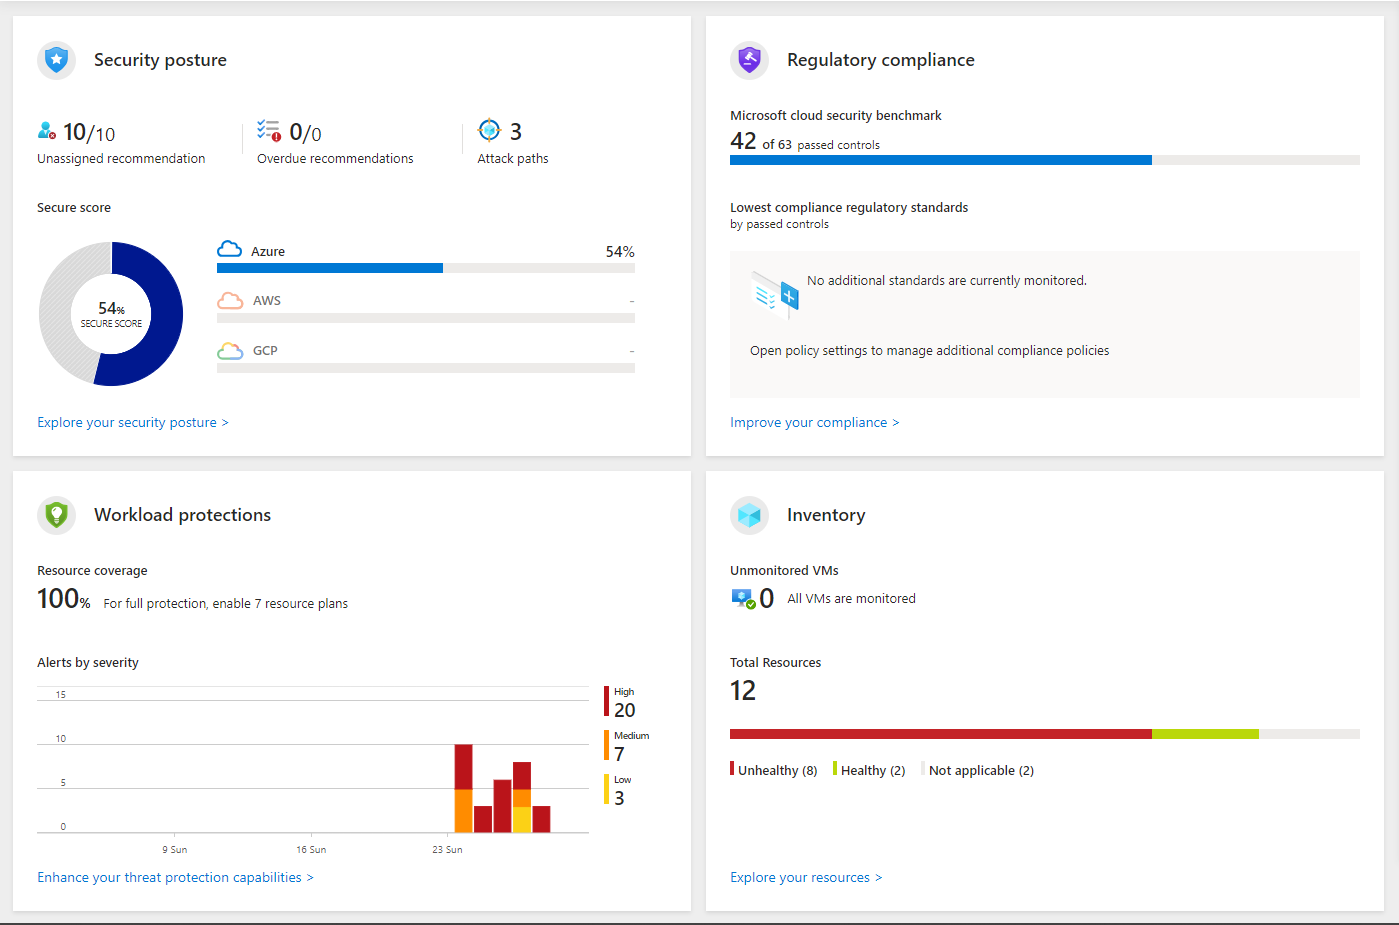 Security posture
10/10
Unassigned recommendation
0/0
Overdue recommendations
3
Attack paths
Secure score
54%
SECURE SCORE
Azure
54%
AWS
-
GCP
-
Explore your security posture >
Regulatory compliance
Microsoft cloud security benchmark
42 of 63 passed controls
Lowest compliance regulatory standards
by passed controls
No additional standards are currently monitored.
Open policy settings to manage additional compliance policies
Improve your compliance >
Workload protections
Resource coverage
100% For full protection, enable 7 resource plans
Alerts by severity
15
10
5
0
9 Sun
16 Sun
23 Sun
High
20
Medium
7
Low
3
Enhance your threat protection capabilities >
Inventory
Unmonitored VMs
0 All VMs are monitored
Total Resources
12
Unhealthy (8)
Healthy (2)
Not applicable (2)
Explore your resources >